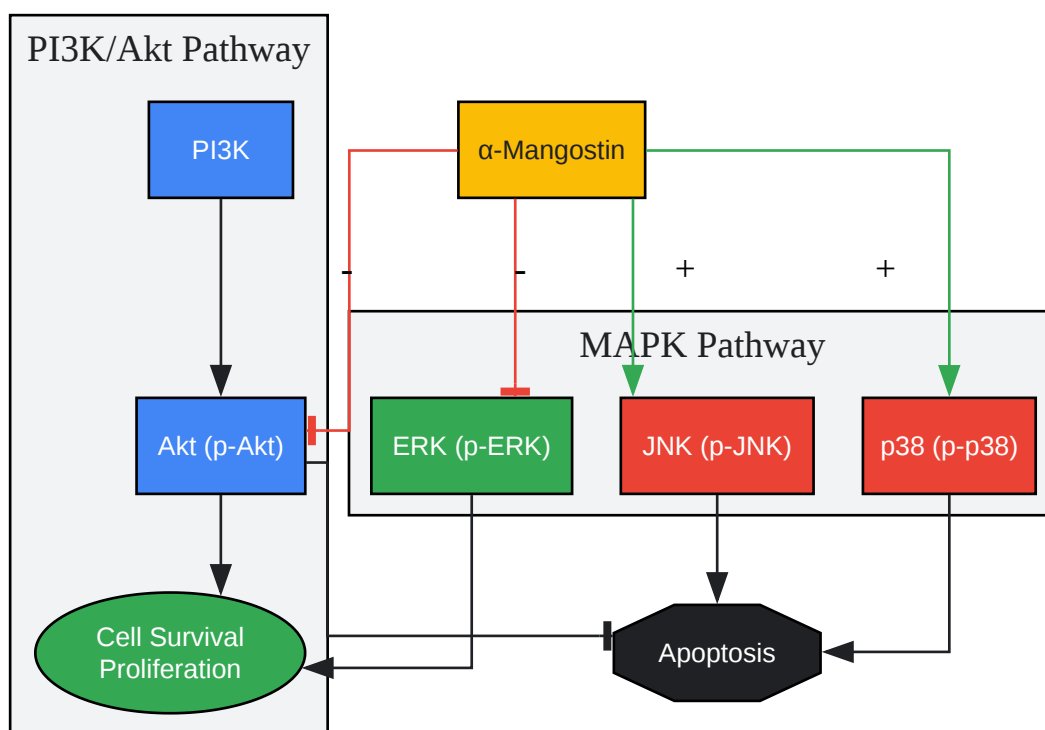 PI3K/Akt Pathway
PI3K
α-Mangostin
-
-
+
+
MAPK Pathway
Akt (p-Akt)
ERK (p-ERK)
JNK (p-JNK)
p38 (p-p38)
Cell Survival
Proliferation
Apoptosis